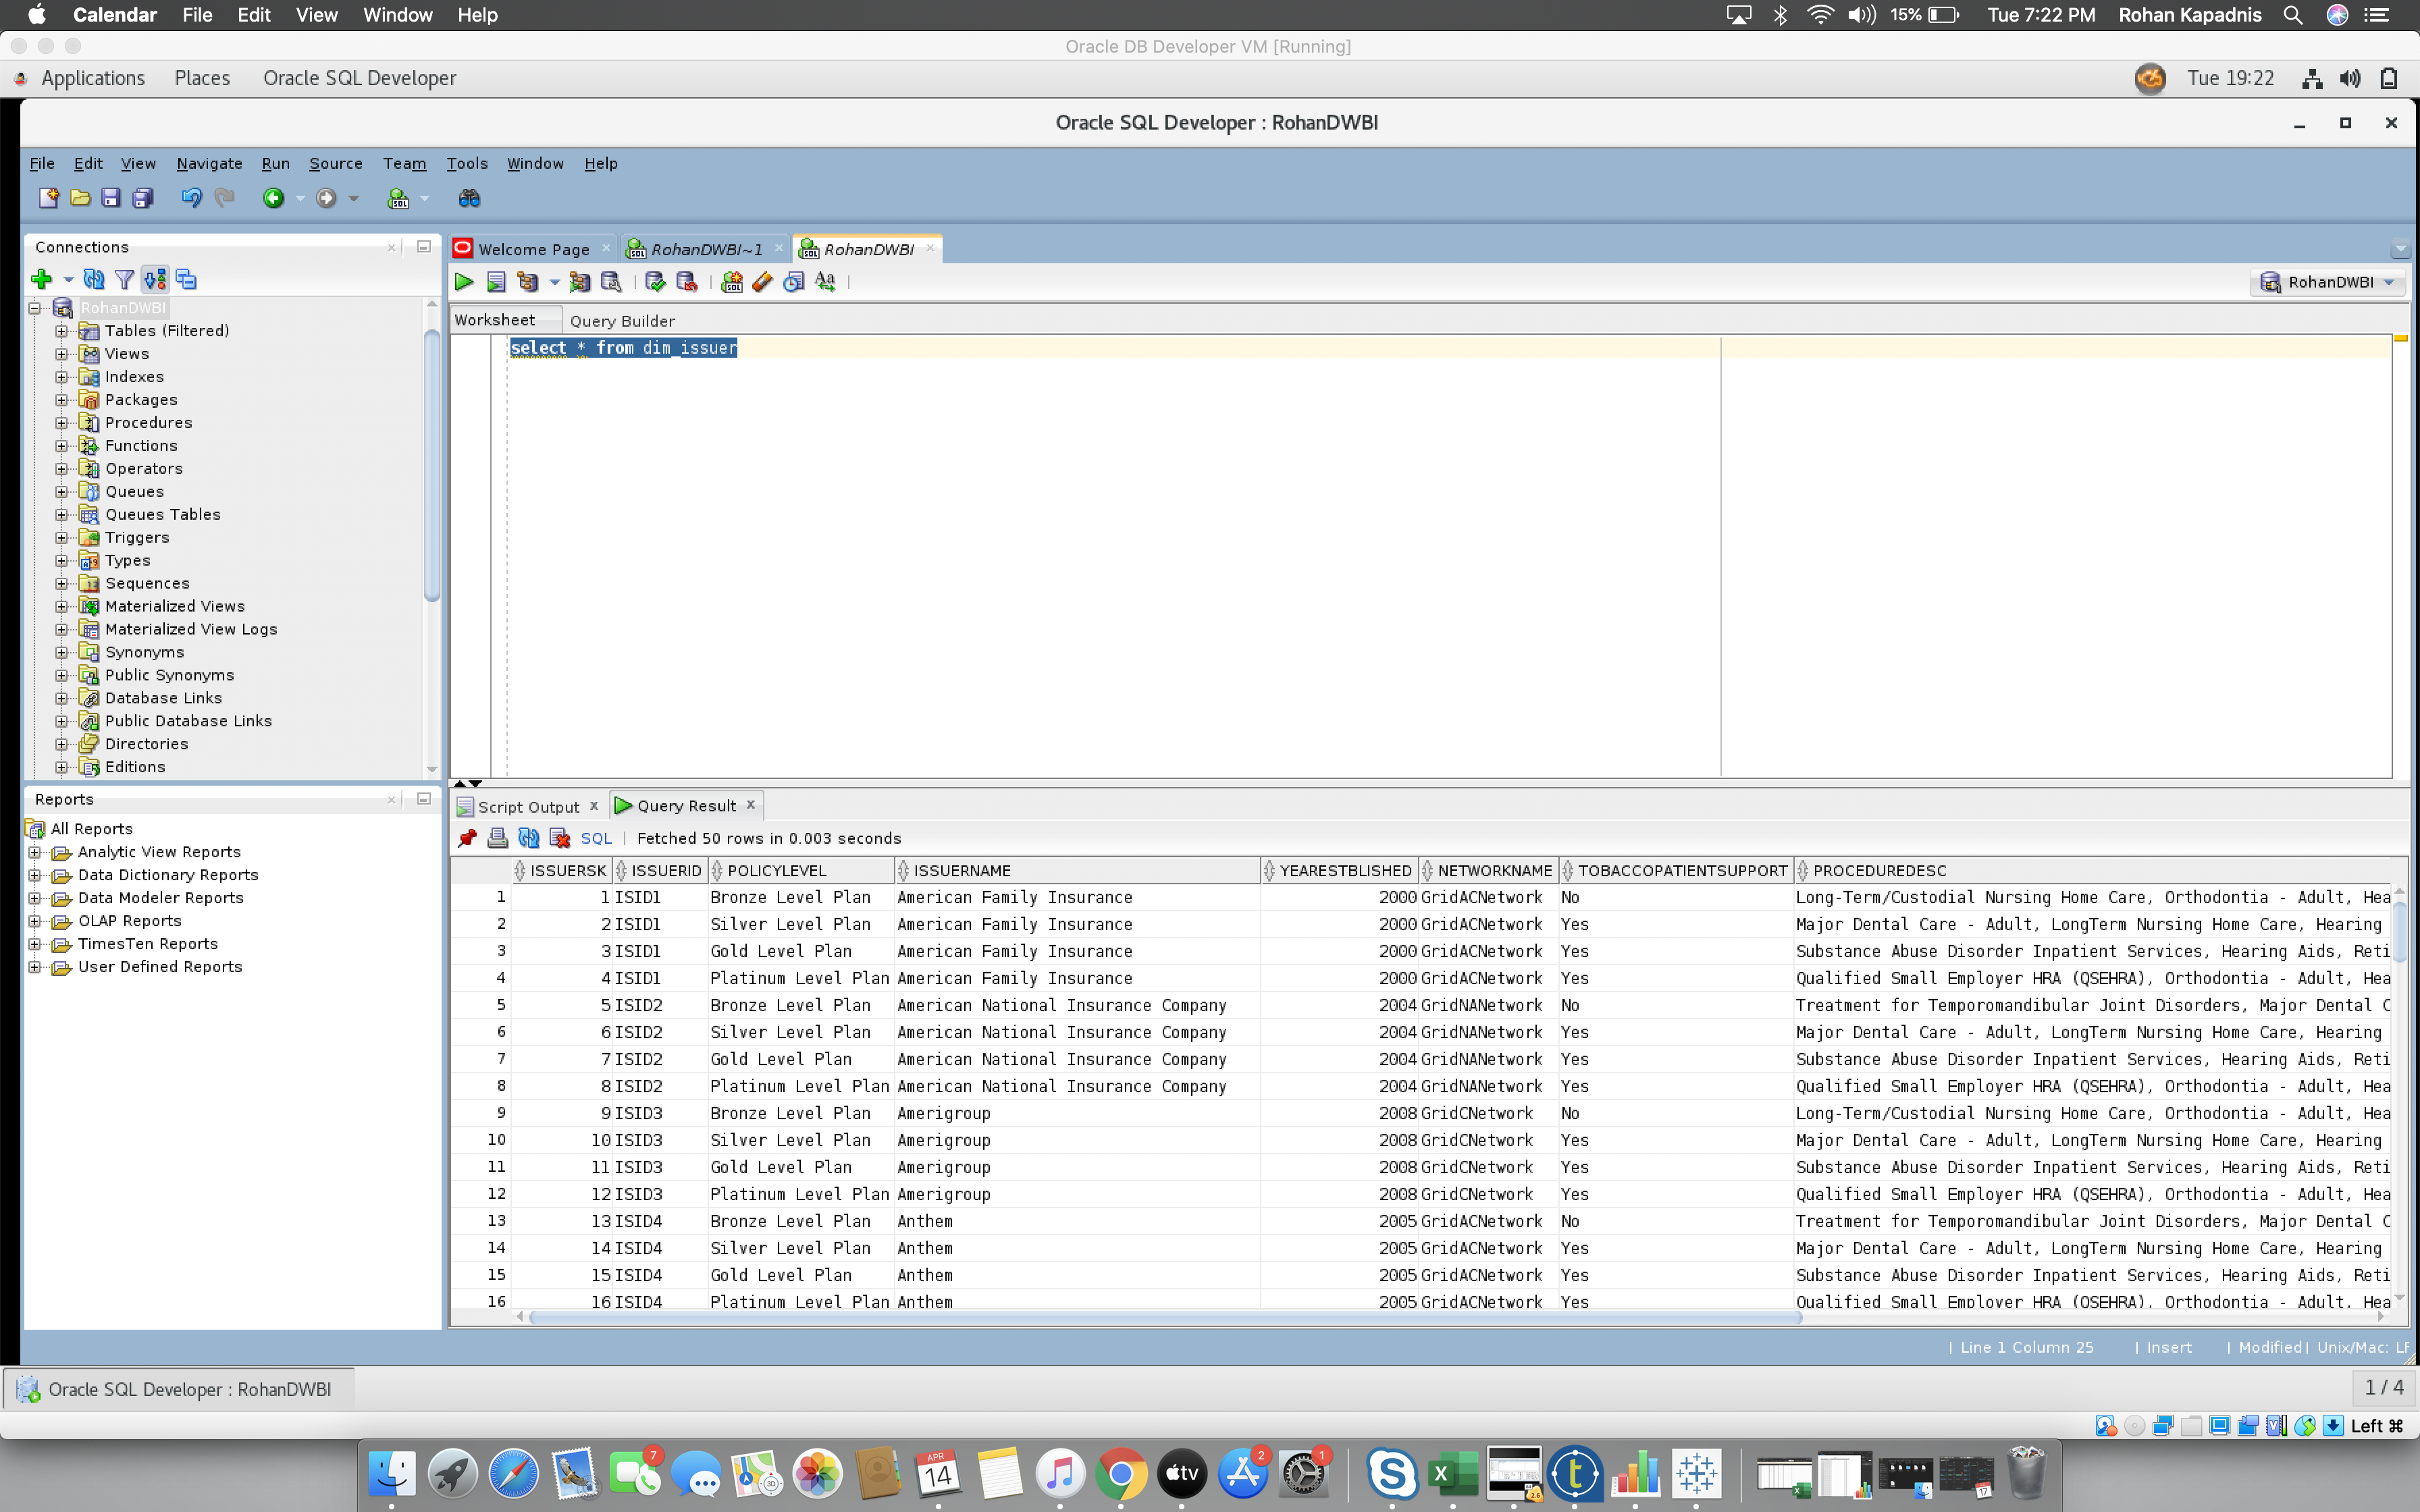 Calendar File Edit View Window Help 15% Tue 7:22 PM Rohan Kapadnis
Oracle DB Developer VM [Running]
Applications Places Oracle SQL Developer Tue 19:22
Oracle SQL Developer : RohanDWBI
File Edit View Navigate Run Source Team Tools Window Help
Connections
Welcome Page RohanDWBI~1 RohanDWBI
RohanDWBI
Worksheet Query Builder
select * from dim_issuer
RohanDWBI
Tables (Filtered)
Views
Indexes
Packages
Procedures
Functions
Operators
Queues
Queues Tables
Triggers
Types
Sequences
Materialized Views
Materialized View Logs
Synonyms
Public Synonyms
Database Links
Public Database Links
Directories
Editions
Reports
All Reports
Analytic View Reports
Data Dictionary Reports
Data Modeler Reports
OLAP Reports
TimesTen Reports
User Defined Reports
Script Output Query Result
SQL Fetched 50 rows in 0.003 seconds
ISSUERSK ISSUERID POLICYLEVEL ISSUERNAME YEARESTBLISHED NETWORKNAME TOBACCOPATIENTSUPPORT PROCEDUREDESC
1 1 ISID1 Bronze Level Plan American Family Insurance 2000 GridACNetwork No Long-Term/Custodial Nursing Home Care, Orthodontia - Adult, Hea
2 2 ISID1 Silver Level Plan American Family Insurance 2000 GridACNetwork Yes Major Dental Care - Adult, LongTerm Nursing Home Care, Hearing
3 3 ISID1 Gold Level Plan American Family Insurance 2000 GridACNetwork Yes Substance Abuse Disorder Inpatient Services, Hearing Aids, Reti
4 4 ISID1 Platinum Level Plan American Family Insurance 2000 GridACNetwork Yes Qualified Small Employer HRA (QSEHRA), Orthodontia - Adult, Hea
5 5 ISID2 Bronze Level Plan American National Insurance Company 2004 GridNANetwork No Treatment for Temporomandibular Joint Disorders, Major Dental C
6 6 ISID2 Silver Level Plan American National Insurance Company 2004 GridNANetwork Yes Major Dental Care - Adult, LongTerm Nursing Home Care, Hearing
7 7 ISID2 Gold Level Plan American National Insurance Company 2004 GridNANetwork Yes Substance Abuse Disorder Inpatient Services, Hearing Aids, Reti
8 8 ISID2 Platinum Level Plan American National Insurance Company 2004 GridNANetwork Yes Qualified Small Employer HRA (QSEHRA), Orthodontia - Adult, Hea
9 9 ISID3 Bronze Level Plan Amerigroup 2008 GridCNetwork No Long-Term/Custodial Nursing Home Care, Orthodontia - Adult, Hea
10 10 ISID3 Silver Level Plan Amerigroup 2008 GridCNetwork Yes Major Dental Care - Adult, LongTerm Nursing Home Care, Hearing
11 11 ISID3 Gold Level Plan Amerigroup 2008 GridCNetwork Yes Substance Abuse Disorder Inpatient Services, Hearing Aids, Reti
12 12 ISID3 Platinum Level Plan Amerigroup 2008 GridCNetwork Yes Qualified Small Employer HRA (QSEHRA), Orthodontia - Adult, Hea
13 13 ISID4 Bronze Level Plan Anthem 2005 GridACNetwork No Treatment for Temporomandibular Joint Disorders, Major Dental C
14 14 ISID4 Silver Level Plan Anthem 2005 GridACNetwork Yes Major Dental Care - Adult, LongTerm Nursing Home Care, Hearing
15 15 ISID4 Gold Level Plan Anthem 2005 GridACNetwork Yes Substance Abuse Disorder Inpatient Services, Hearing Aids, Reti
16 16 ISID4 Platinum Level Plan Anthem 2005 GridACNetwork Yes Qualified Small Employer HRA (QSEHRA), Orthodontia - Adult, Hea
Line 1 Column 25 Insert Modified Unix/Mac: LF
Oracle SQL Developer : RohanDWBI 1 / 4
Left ⌘
7 APR 14 tv 2 1